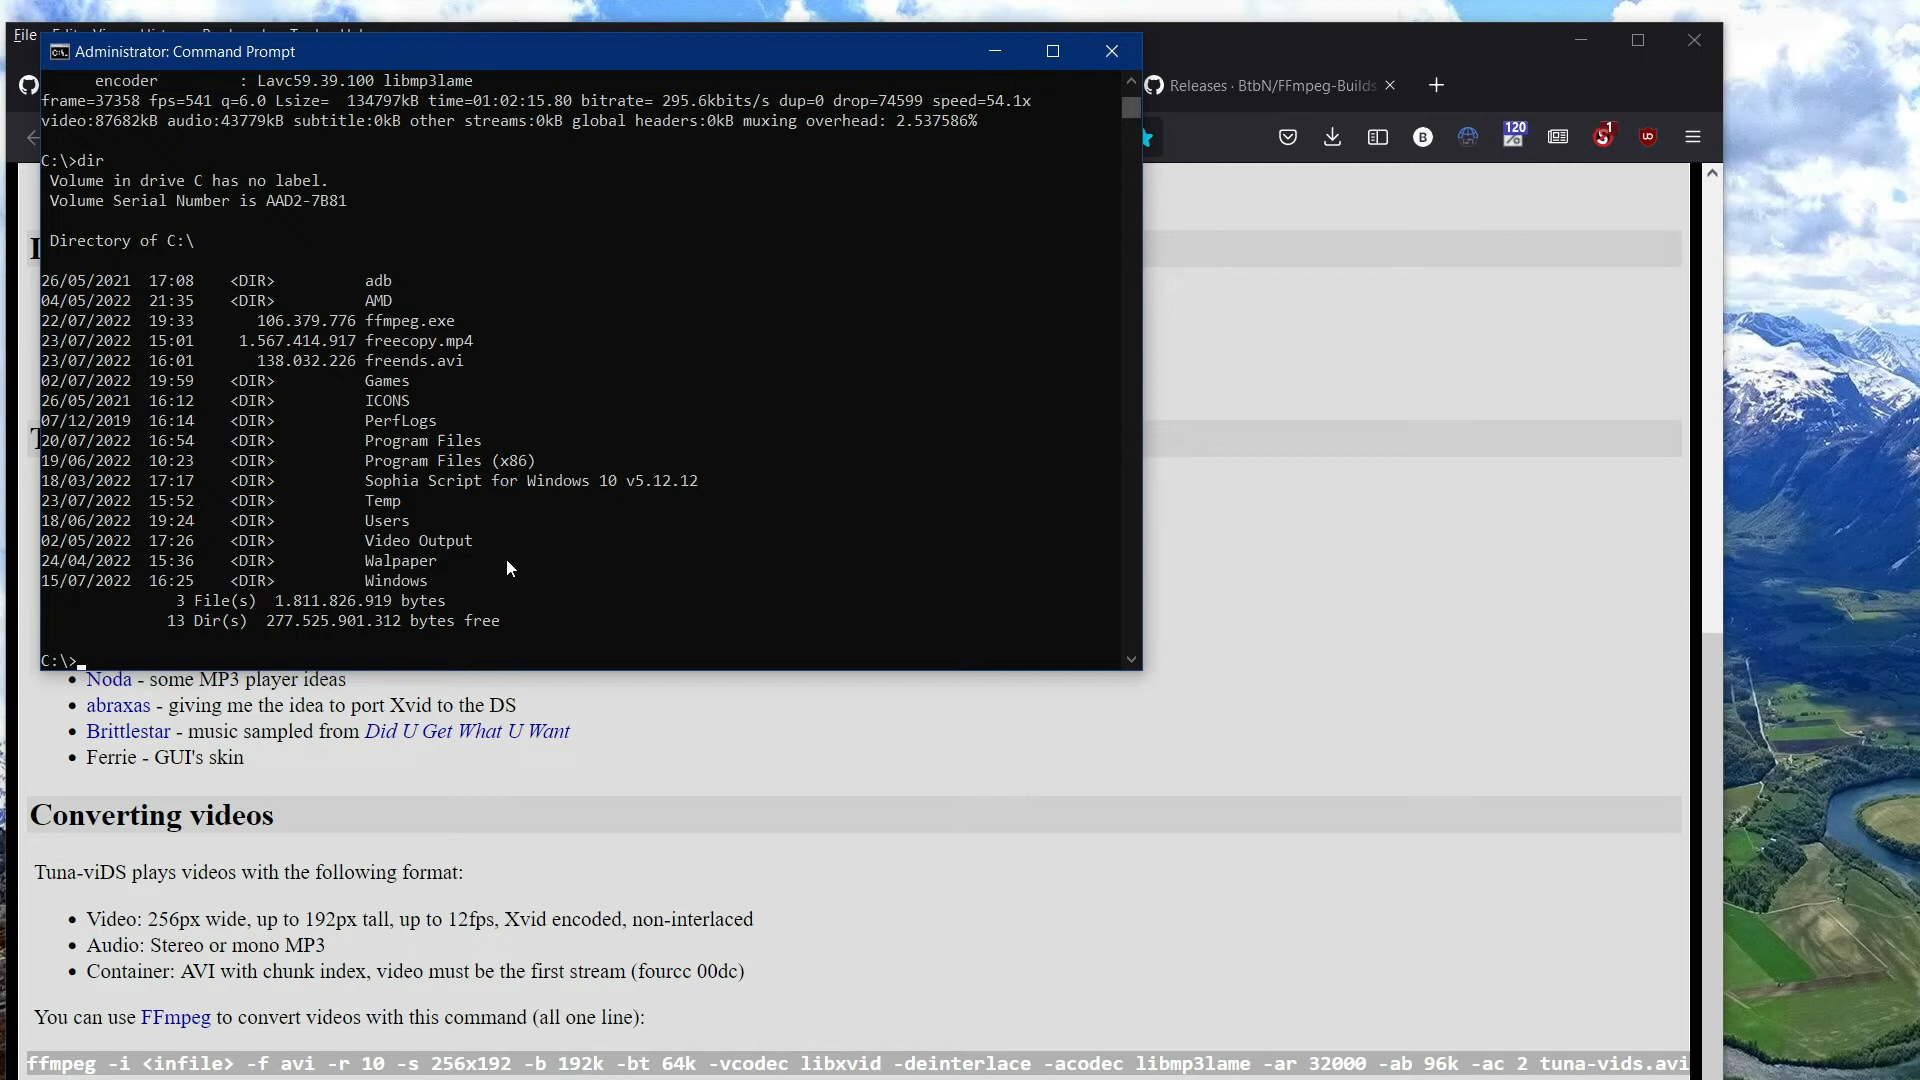 File
Administrator: Command Prompt
Releases · BtbN/FFmpeg-Builds
120
1
encoder : Lavc59.39.100 libmp3lame
frame=37358 fps=541 q=6.0 Lsize= 134797kB time=01:02:15.80 bitrate= 295.6kbits/s dup=0 drop=74599 speed=54.1x
video:87682kB audio:43779kB subtitle:0kB other streams:0kB global headers:0kB muxing overhead: 2.537586%
C:\>dir
Volume in drive C has no label.
Volume Serial Number is AAD2-7B81
Directory of C:\
26/05/2021 17:08 <DIR> adb
04/05/2022 21:35 <DIR> AMD
22/07/2022 19:33 106.379.776 ffmpeg.exe
23/07/2022 15:01 1.567.414.917 freecopy.mp4
23/07/2022 16:01 138.032.226 freends.avi
02/07/2022 19:59 <DIR> Games
26/05/2021 16:12 <DIR> ICONS
07/12/2019 16:14 <DIR> PerfLogs
20/07/2022 16:54 <DIR> Program Files
19/06/2022 10:23 <DIR> Program Files (x86)
18/03/2022 17:17 <DIR> Sophia Script for Windows 10 v5.12.12
23/07/2022 15:52 <DIR> Temp
18/06/2022 19:24 <DIR> Users
02/05/2022 17:26 <DIR> Video Output
24/04/2022 15:36 <DIR> Walpaper
15/07/2022 16:25 <DIR> Windows
3 File(s) 1.811.826.919 bytes
13 Dir(s) 277.525.901.312 bytes free
C:\>
• Noda - some MP3 player ideas
• abraxas - giving me the idea to port Xvid to the DS
• Brittlestar - music sampled from Did U Get What U Want
• Ferrie - GUI's skin
Converting videos
Tuna-viDS plays videos with the following format:
• Video: 256px wide, up to 192px tall, up to 12fps, Xvid encoded, non-interlaced
• Audio: Stereo or mono MP3
• Container: AVI with chunk index, video must be the first stream (fourcc 00dc)
You can use FFmpeg to convert videos with this command (all one line):
ffmpeg -i <infile> -f avi -r 10 -s 256x192 -b 192k -bt 64k -vcodec libxvid -deinterlace -acodec libmp3lame -ar 32000 -ab 96k -ac 2 tuna-vids.avi